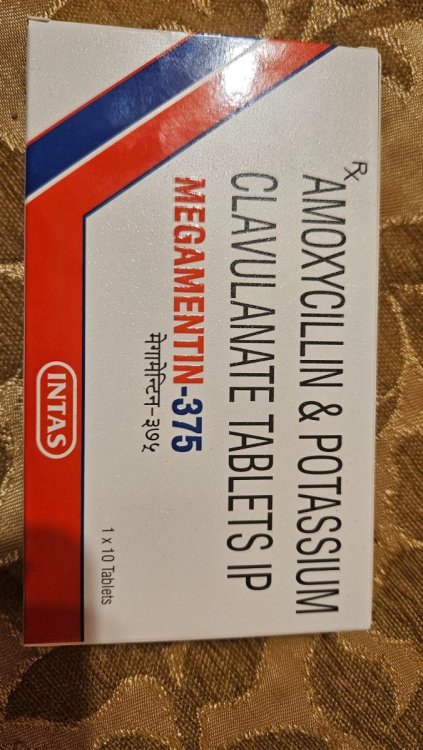 Rx
AMOXYCILLIN & POTASSIUM
CLAVULANATE TABLETS IP
MEGAMENTIN-375
मेगामेन्टिन-३७५
1 x 10 Tablets
INTAS